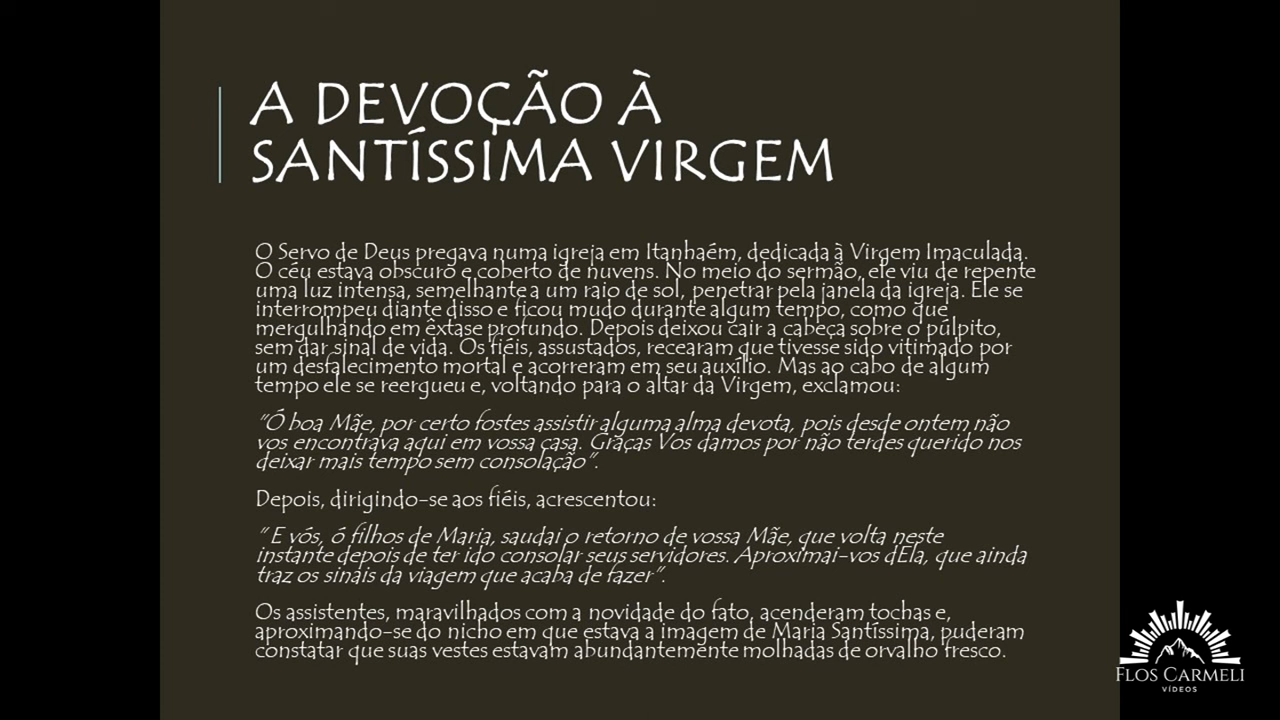 A DEVOÇÃO À
SANTÍSSIMA VIRGEM
O Servo de Deus pregava numa igreja em Itanhaém, dedicada à Virgem Imaculada.
O céu estava obscuro e coberto de nuvens. No meio do sermão, ele viu de repente
uma luz intensa, semelhante a um raio de sol, penetrar pela janela da igreja. Ele se
interrompeu diante disso e ficou mudo durante algum tempo, como que
mergulhando em êxtase profundo. Depois deixou cair a cabeça sobre o púlpito,
sem dar sinal de vida. Os fiéis, assustados, recearam que tivesse sido vitimado por
um desfalecimento mortal e acorreram em seu auxílio. Mas ao cabo de algum
tempo ele se reergueu e, voltando para o altar da Virgem, exclamou:
"Ó boa Mãe, por certo fostes assistir alguma alma devota, pois desde ontem não
vos encontrava aqui em vossa casa. Graças Vos damos por não terdes querido nos
deixar mais tempo sem consolação".
Depois, dirigindo-se aos fiéis, acrescentou:
" E vós, ó filhos de Maria, saudai o retorno de vossa Mãe, que volta neste
instante depois de ter ido consolar seus servidores. Aproximai-vos dEla, que ainda
traz os sinais da viagem que acaba de fazer".
Os assistentes, maravilhados com a novidade do fato, acenderam tochas e,
aproximando-se do nicho em que estava a imagem de Maria Santíssima, puderam
constatar que suas vestes estavam abundantemente molhadas de orvalho fresco.
FLOS CARMELI
VÍDEOS